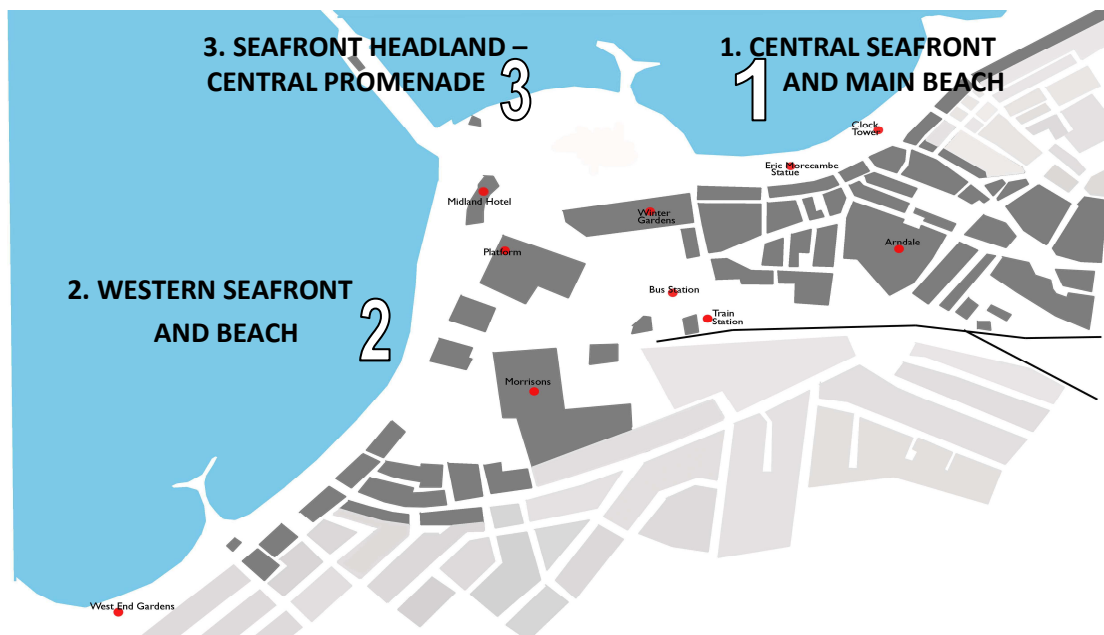 3. SEAFRONT HEADLAND –
CENTRAL PROMENADE
3
1. CENTRAL SEAFRONT
AND MAIN BEACH
1
Clock
Tower
Eric Morecambe
Statue
Midland Hotel
Winter
Gardens
Platform
Arndale
2. WESTERN SEAFRONT
AND BEACH
2
Bus Station
Train
Station
Morrisons
West End Gardens